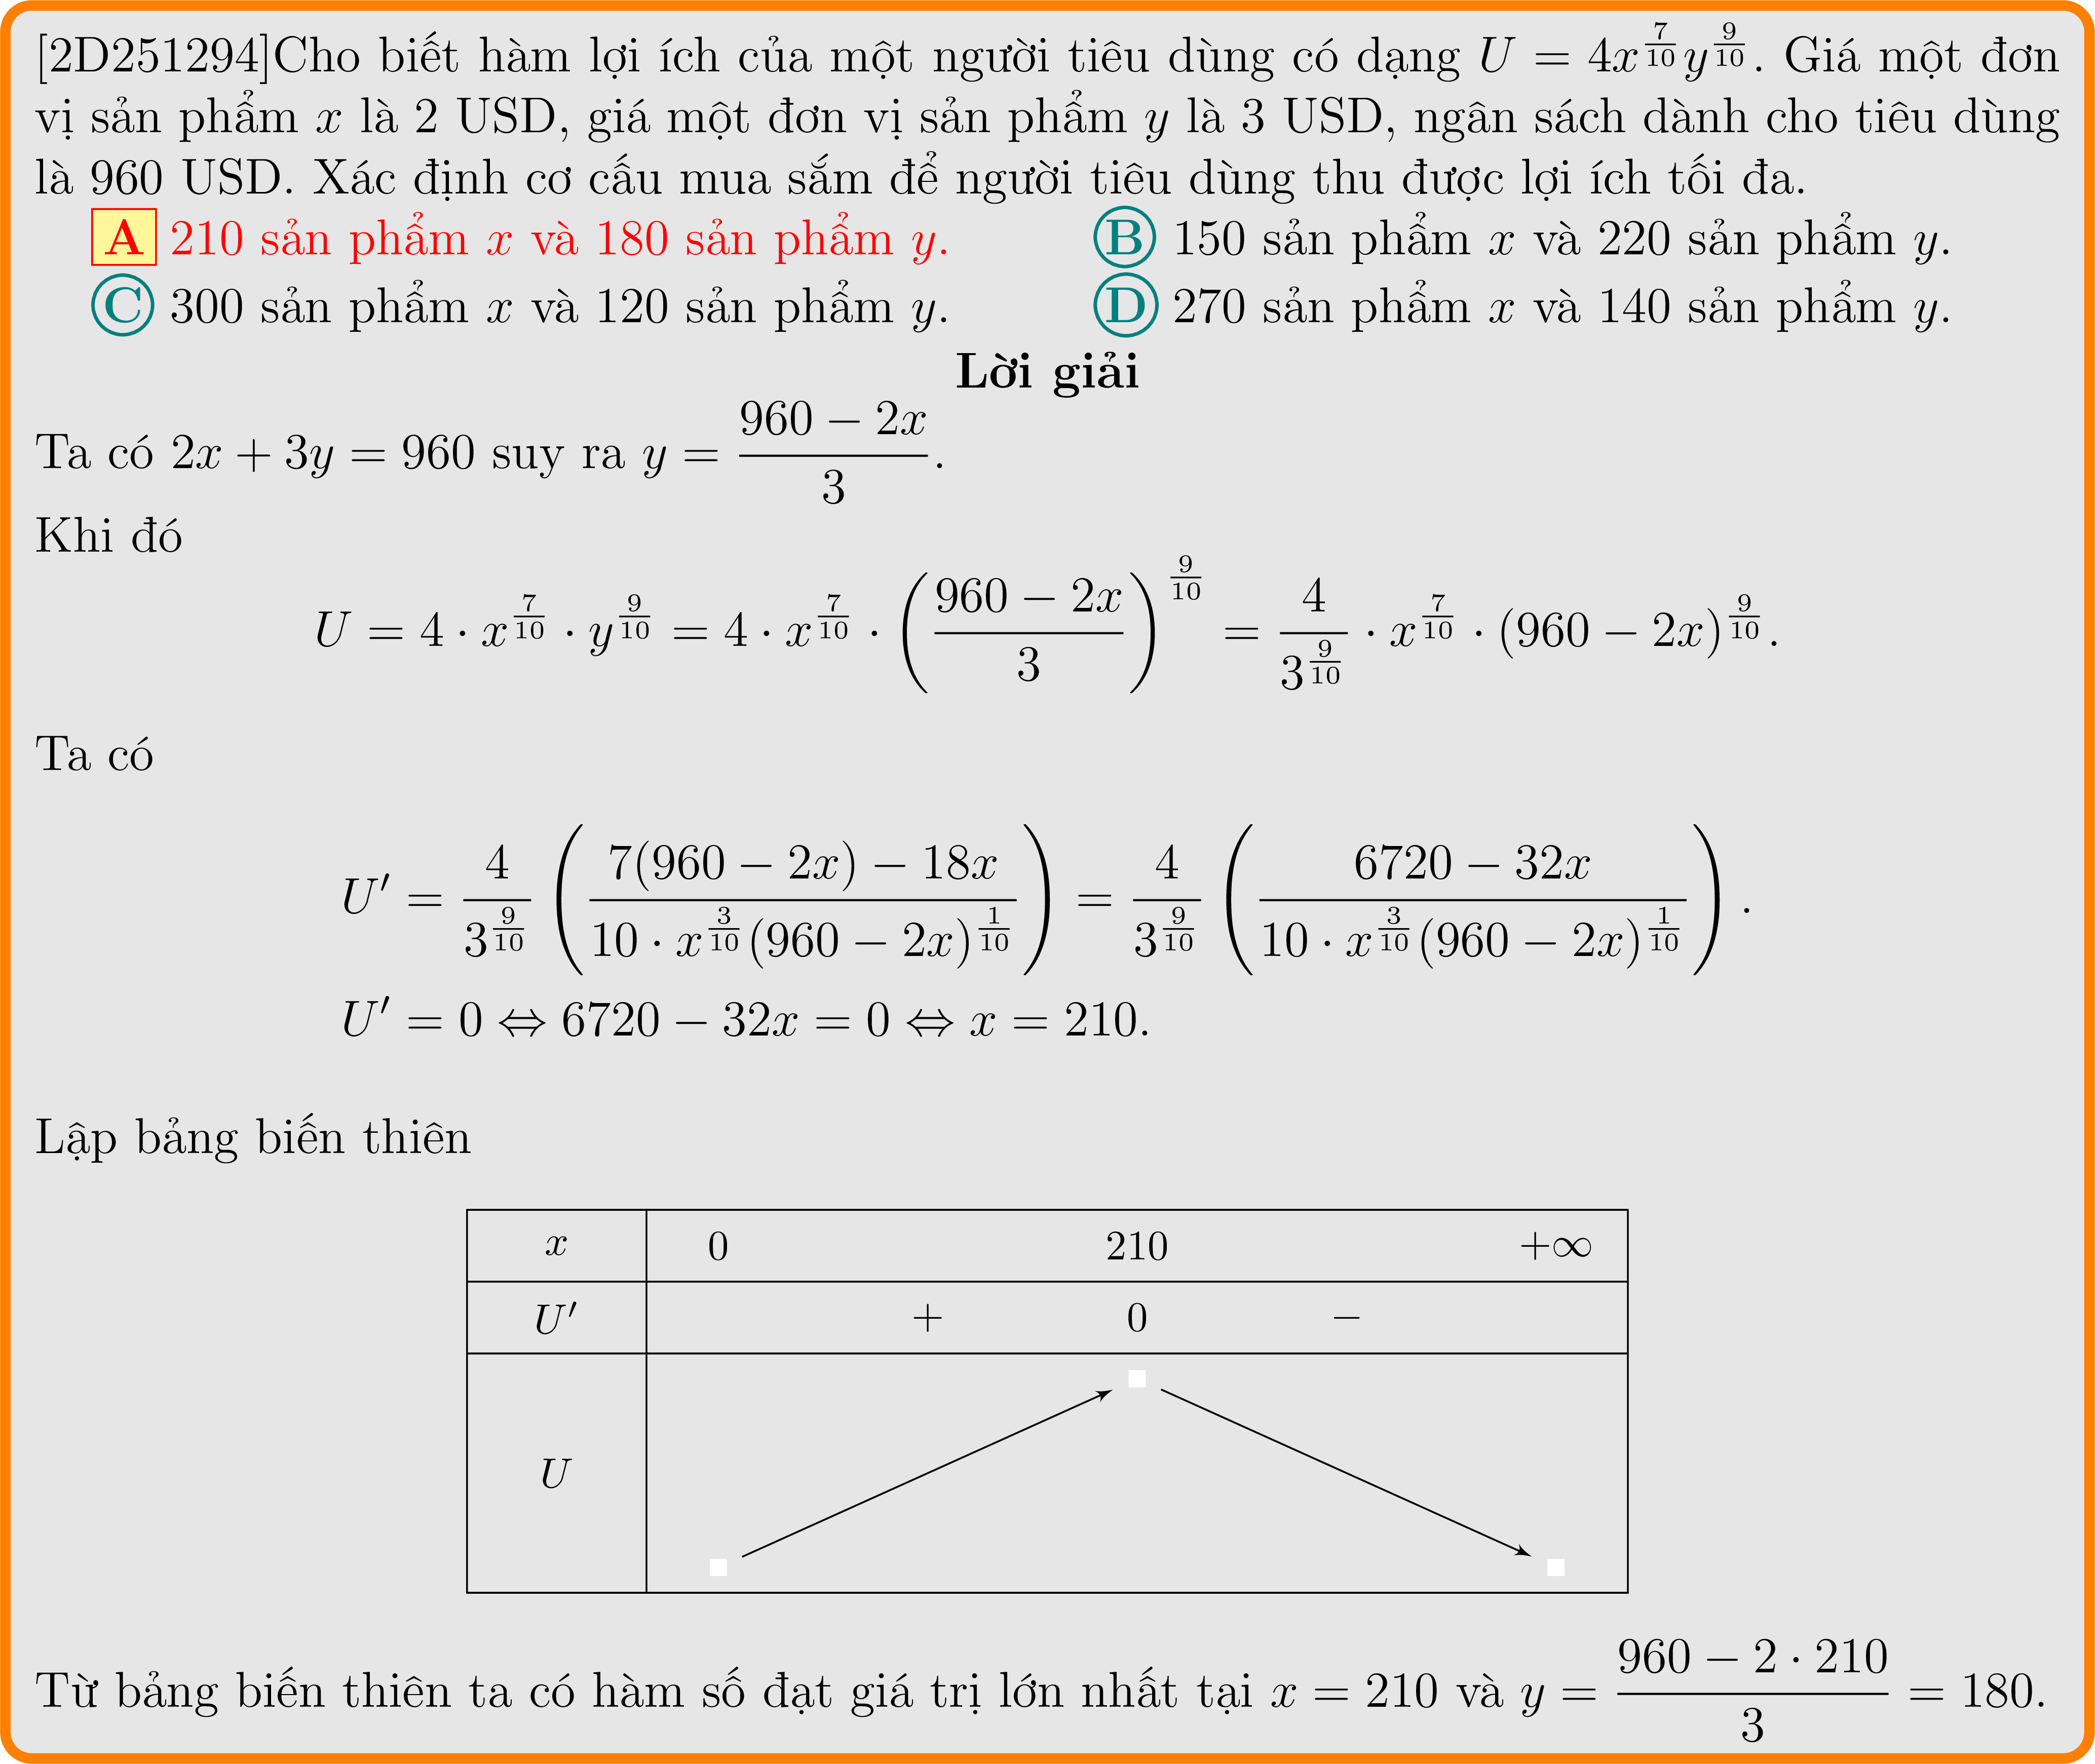 [2D251294]Cho biết hàm lợi ích của một người tiêu dùng có dạng $U = 4x^{\frac{7}{10}}y^{\frac{9}{10}}$. Giá một đơn
vị sản phẩm $x$ là 2 USD, giá một đơn vị sản phẩm $y$ là 3 USD, ngân sách dành cho tiêu dùng
là 960 USD. Xác định cơ cấu mua sắm để người tiêu dùng thu được lợi ích tối đa.
A 210 sản phẩm $x$ và 180 sản phẩm $y$. B 150 sản phẩm $x$ và 220 sản phẩm $y$.
C 300 sản phẩm $x$ và 120 sản phẩm $y$. D 270 sản phẩm $x$ và 140 sản phẩm $y$.
Lời giải
Ta có $2x + 3y = 960$ suy ra $y = \frac{960 - 2x}{3}$.
Khi đó
$U = 4 \cdot x^{\frac{7}{10}} \cdot y^{\frac{9}{10}} = 4 \cdot x^{\frac{7}{10}} \cdot \left(\frac{960 - 2x}{3}\right)^{\frac{9}{10}} = \frac{4}{3^{\frac{9}{10}}} \cdot x^{\frac{7}{10}} \cdot (960 - 2x)^{\frac{9}{10}}.$
Ta có
$U' = \frac{4}{3^{\frac{9}{10}}} \left(\frac{7(960 - 2x) - 18x}{10 \cdot x^{\frac{3}{10}}(960 - 2x)^{\frac{1}{10}}}\right) = \frac{4}{3^{\frac{9}{10}}} \left(\frac{6720 - 32x}{10 \cdot x^{\frac{3}{10}}(960 - 2x)^{\frac{1}{10}}}\right).$
$U' = 0 \Leftrightarrow 6720 - 32x = 0 \Leftrightarrow x = 210.$
Lập bảng biến thiên
$x$ 0 210 $+\infty$
$U'$ + 0 −
$U$
Từ bảng biến thiên ta có hàm số đạt giá trị lớn nhất tại $x = 210$ và $y = \frac{960 - 2 \cdot 210}{3} = 180$.